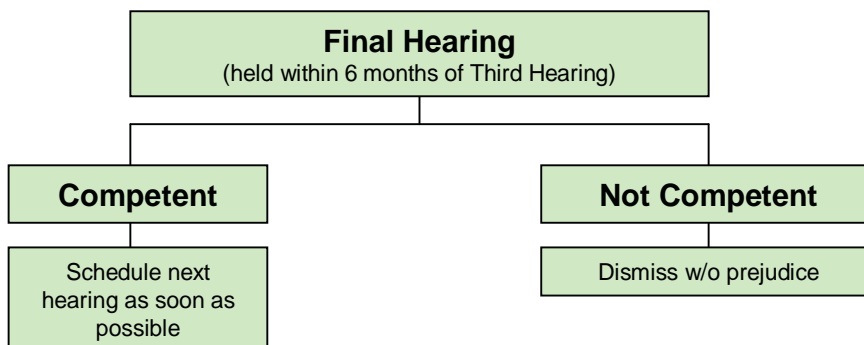 Final Hearing
(held within 6 months of Third Hearing)
Competent
Not Competent
Schedule next
hearing as soon as
possible
Dismiss w/o prejudice